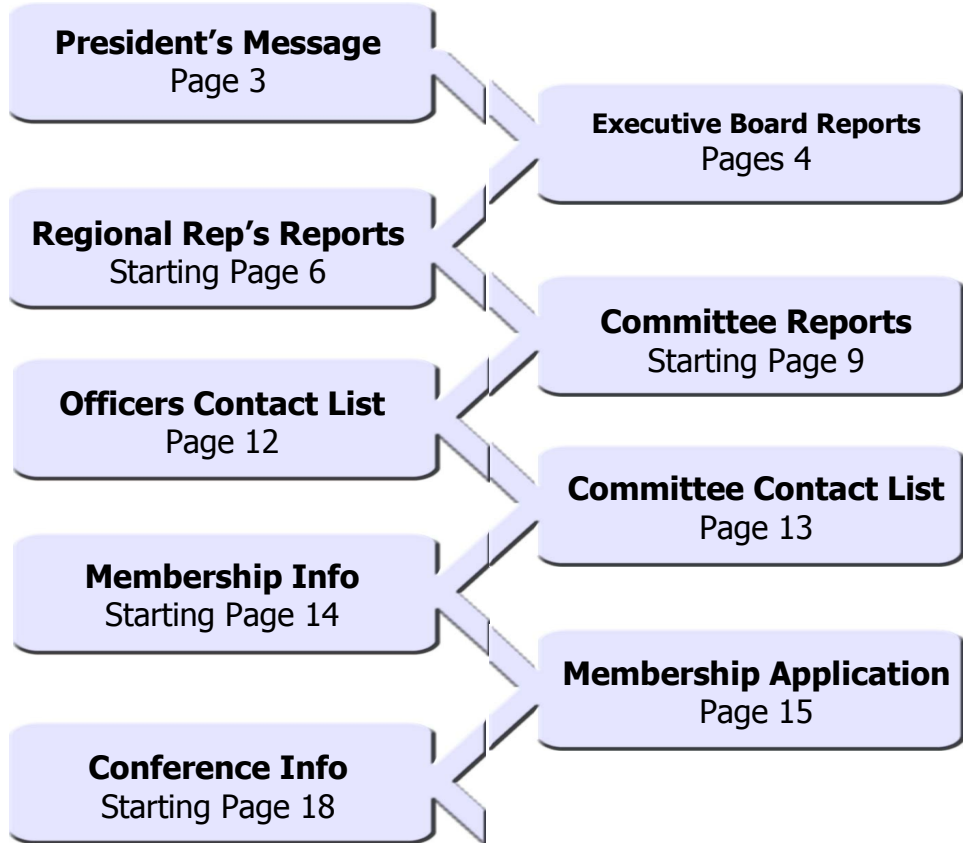 President’s Message
Page 3
Executive Board Reports
Pages 4
Regional Rep’s Reports
Starting Page 6
Committee Reports
Starting Page 9
Officers Contact List
Page 12
Committee Contact List
Page 13
Membership Info
Starting Page 14
Membership Application
Page 15
Conference Info
Starting Page 18